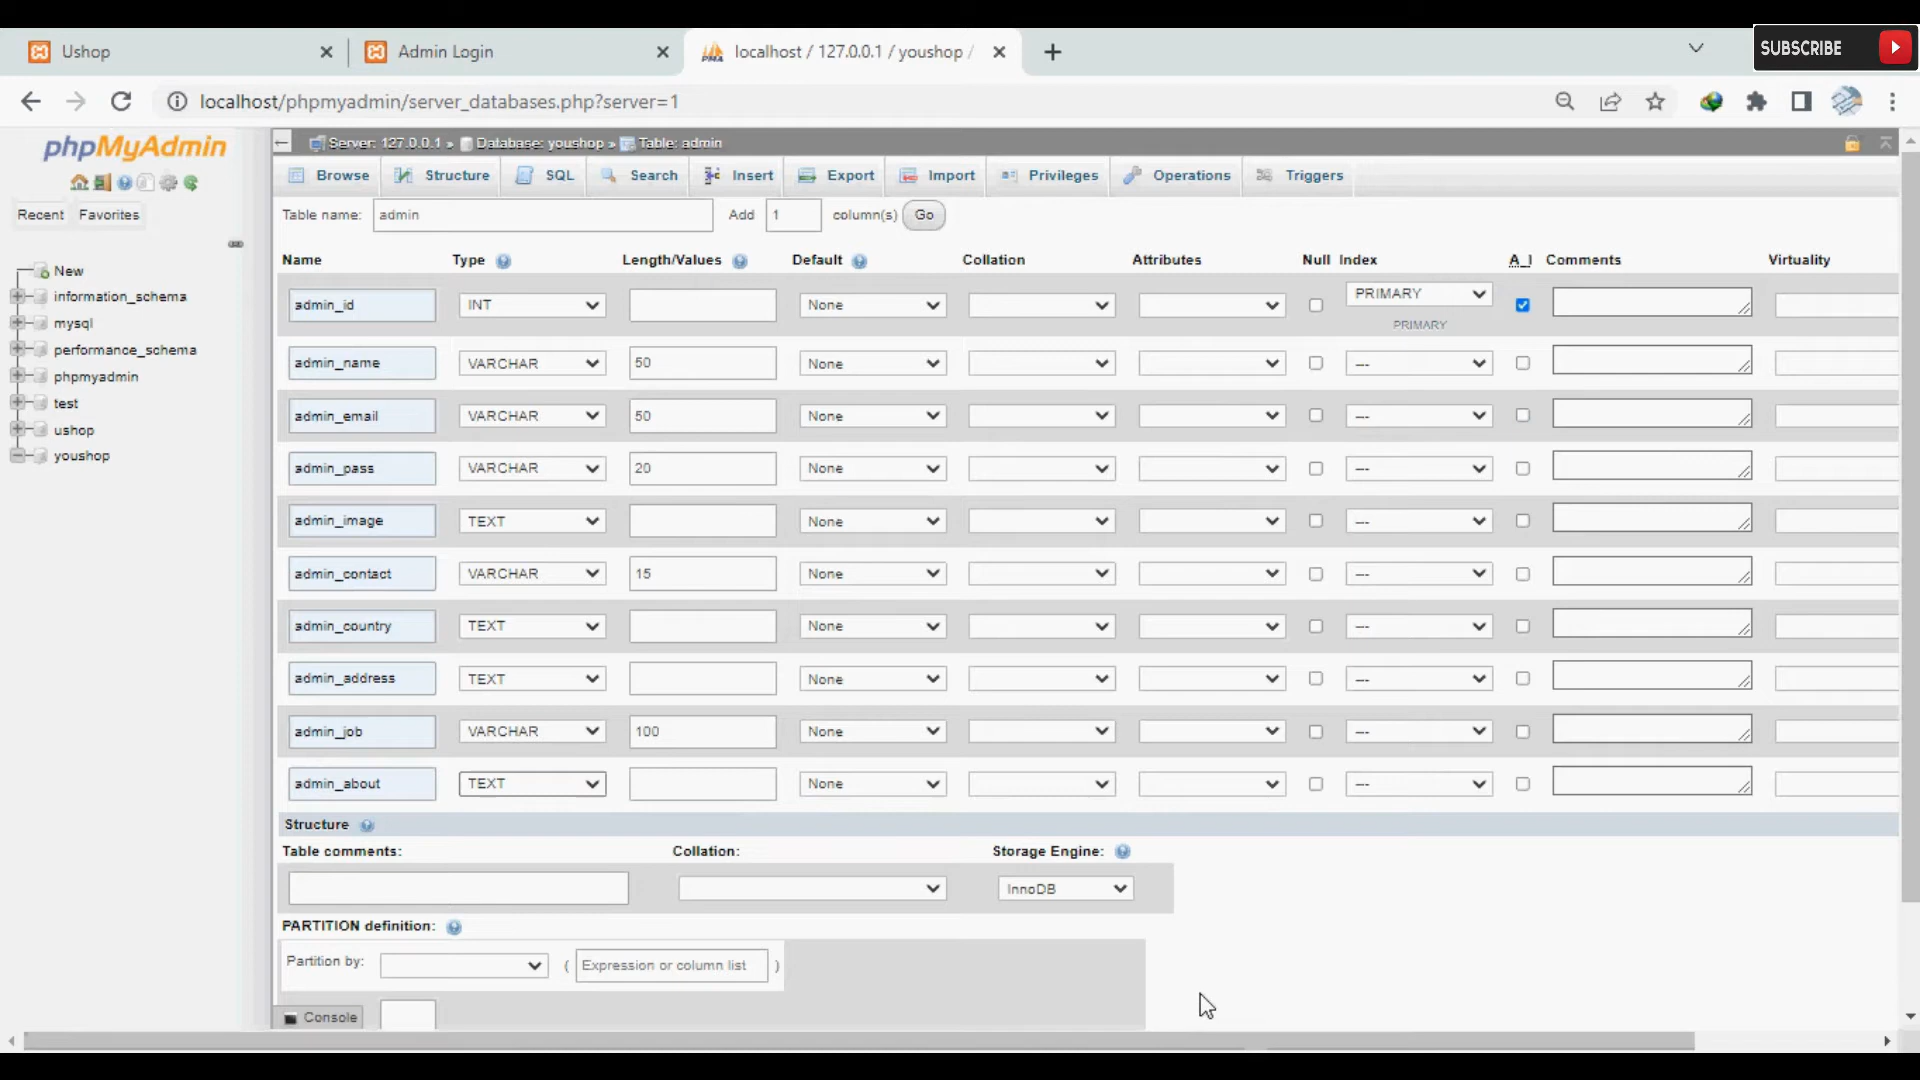 Ushop
Admin Login
localhost / 127.0.0.1 / youshop /
SUBSCRIBE
localhost/phpmyadmin/server_databases.php?server=1
phpMyAdmin
Recent Favorites
New
information_schema
mysql
performance_schema
phpmyadmin
test
ushop
youshop
Server: 127.0.0.1 » Database: youshop » Table: admin
Browse Structure SQL Search Insert Export Import Privileges Operations Triggers
Table name: admin Add 1 column(s) Go
Name Type Length/Values Default Collation Attributes Null Index A_I Comments Virtuality
admin_id INT None PRIMARY
PRIMARY
admin_name VARCHAR 50 None ---
admin_email VARCHAR 50 None ---
admin_pass VARCHAR 20 None ---
admin_image TEXT None ---
admin_contact VARCHAR 15 None ---
admin_country TEXT None ---
admin_address TEXT None ---
admin_job VARCHAR 100 None ---
admin_about TEXT None ---
Structure
Table comments: Collation: Storage Engine:
InnoDB
PARTITION definition:
Partition by: ( Expression or column list )
Console